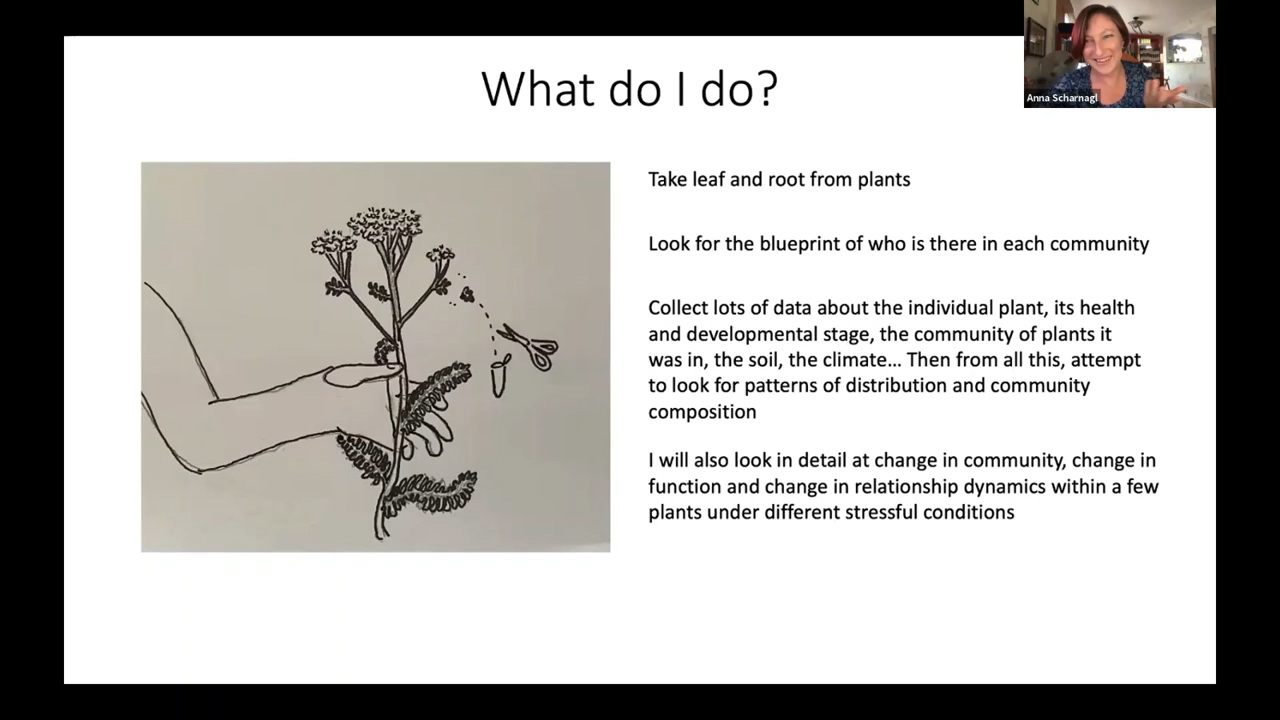 What do I do?
Anna Scharnagl
Take leaf and root from plants
Look for the blueprint of who is there in each community
Collect lots of data about the individual plant, its health
and developmental stage, the community of plants it
was in, the soil, the climate... Then from all this, attempt
to look for patterns of distribution and community
composition
I will also look in detail at change in community, change in
function and change in relationship dynamics within a few
plants under different stressful conditions